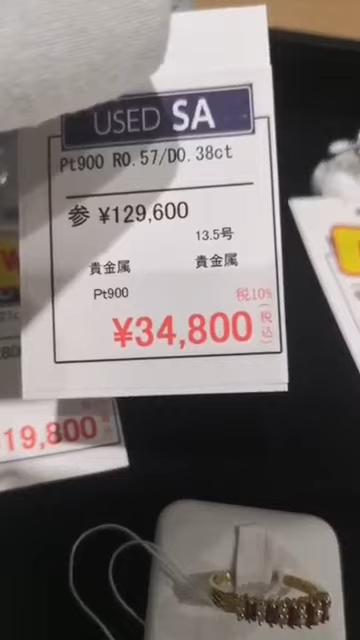 USED SA
Pt900 R0.57/D0.38ct
参 ¥129,600
13.5号
貴金属 貴金属
Pt900
税10%
¥34,800
(税込)
19,800